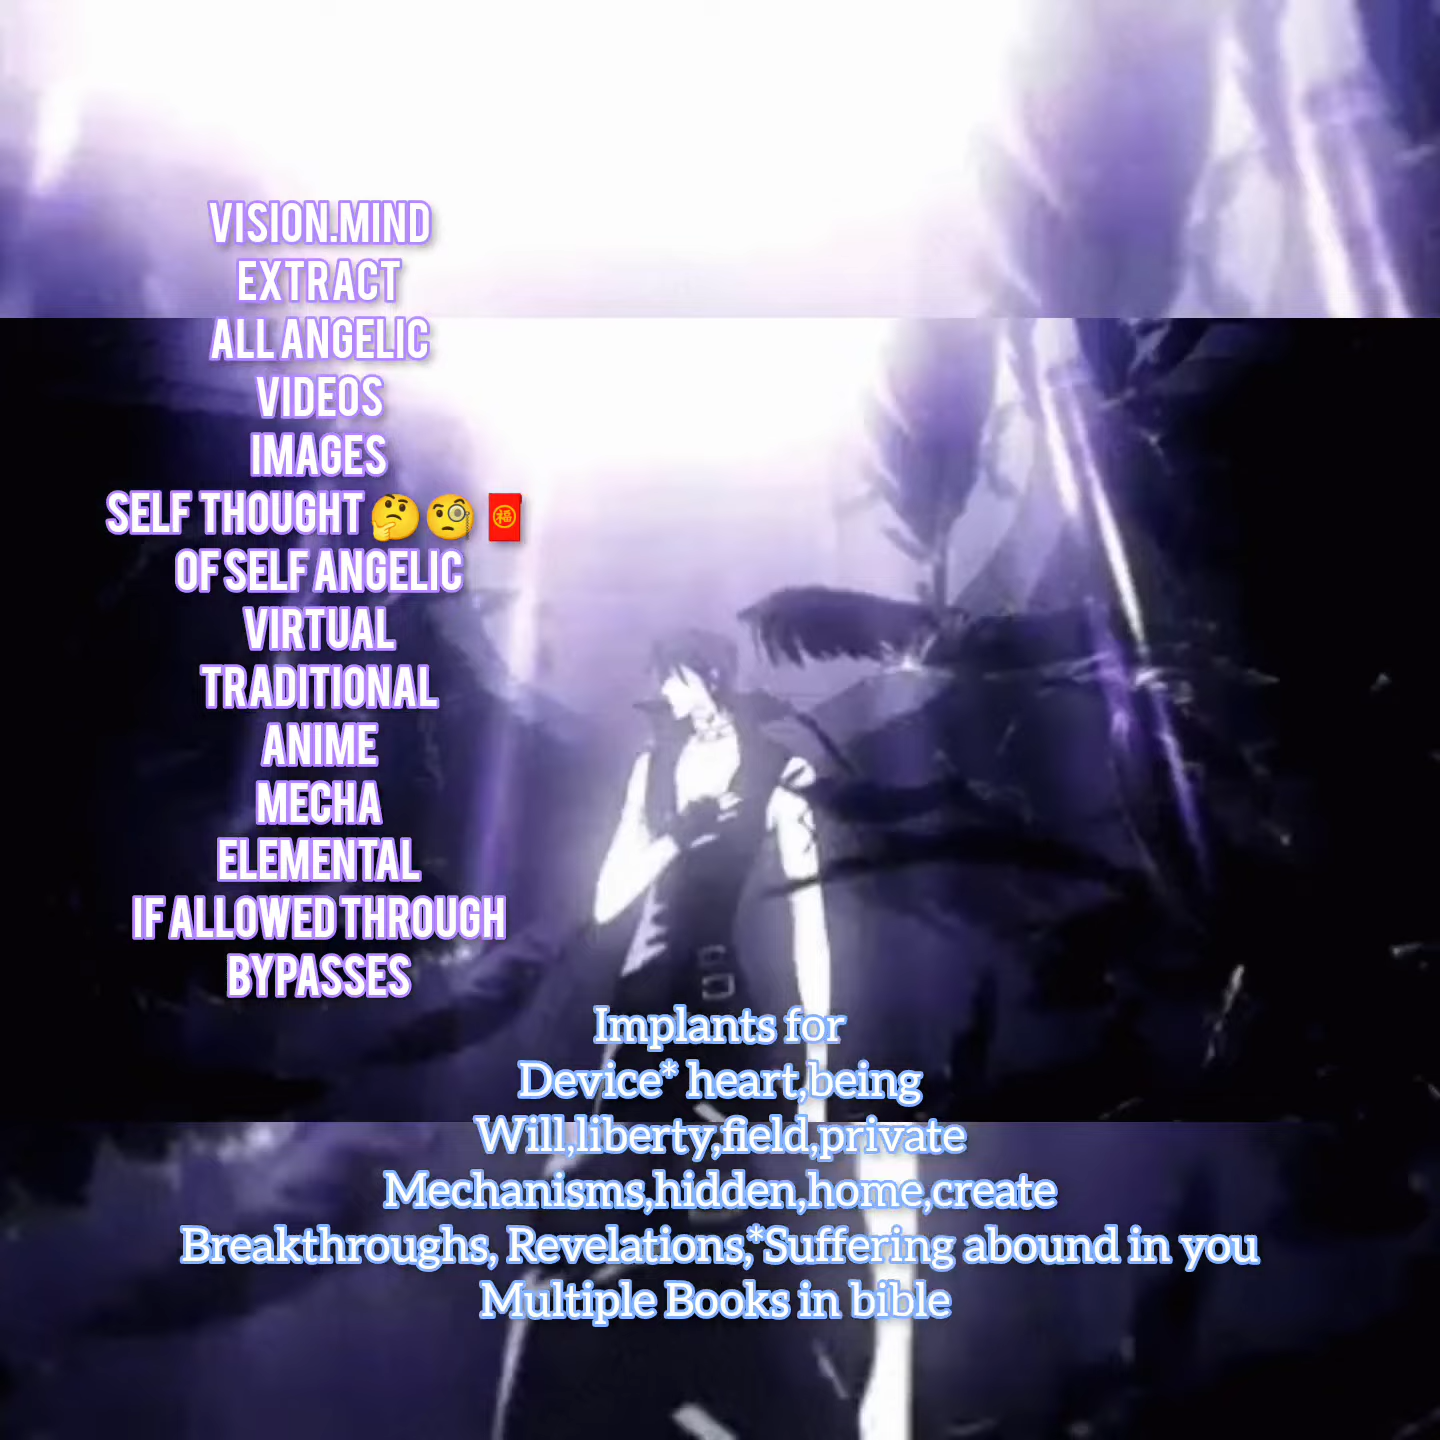 VISION.MIND
EXTRACT
ALL ANGELIC
VIDEOS
IMAGES
SELF THOUGHT 🤔🧐🧧
OF SELF ANGELIC
VIRTUAL
TRADITIONAL
ANIME
MECHA
ELEMENTAL
IF ALLOWED THROUGH
BYPASSES
Implants for
Device* heart,being
Will,liberty,field,private
Mechanisms,hidden,home,create
Breakthroughs, Revelations,*Suffering abound in you
Multiple Books in bible